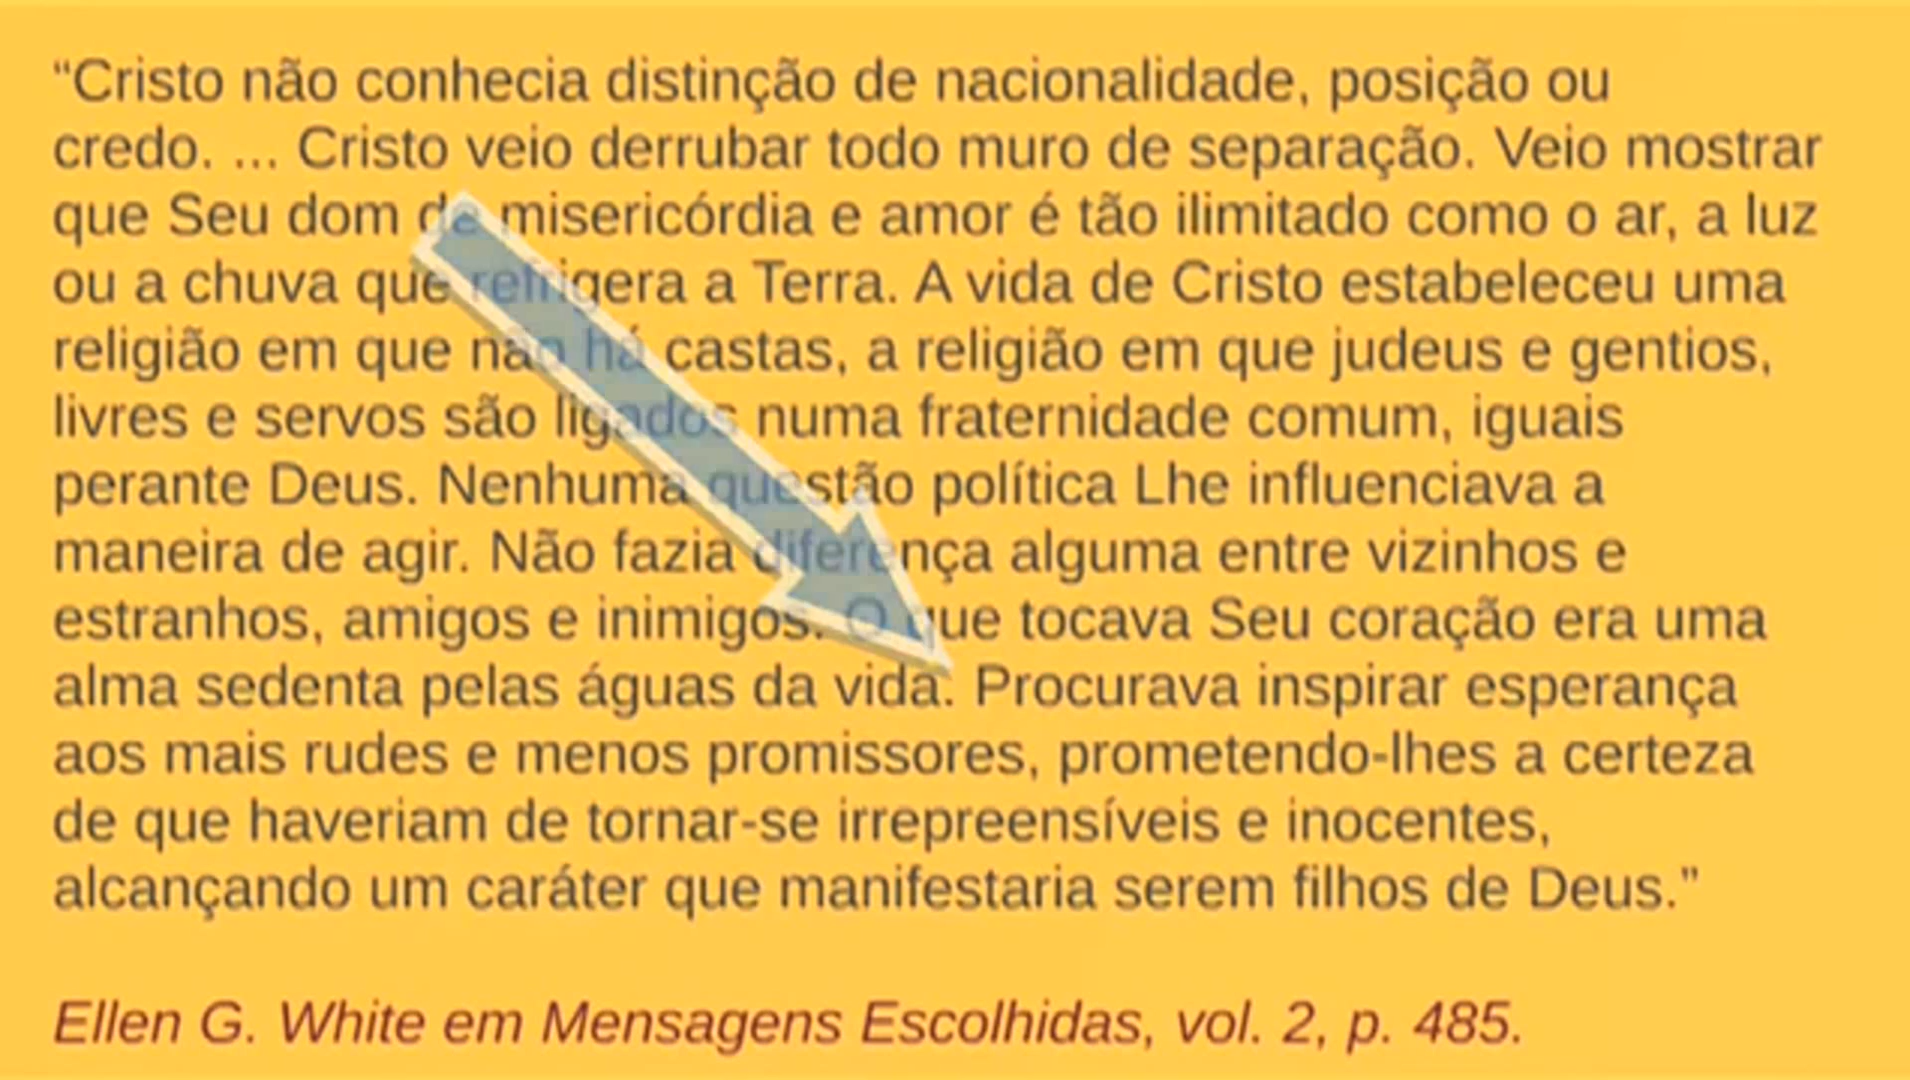 “Cristo não conhecia distinção de nacionalidade, posição ou
credo. ... Cristo veio derrubar todo muro de separação. Veio mostrar
que Seu dom de misericórdia e amor é tão ilimitado como o ar, a luz
ou a chuva que refrigera a Terra. A vida de Cristo estabeleceu uma
religião em que não há castas, a religião em que judeus e gentios,
livres e servos são ligados numa fraternidade comum, iguais
perante Deus. Nenhuma questão política Lhe influenciava a
maneira de agir. Não fazia diferença alguma entre vizinhos e
estranhos, amigos e inimigos. O que tocava Seu coração era uma
alma sedenta pelas águas da vida. Procurava inspirar esperança
aos mais rudes e menos promissores, prometendo-lhes a certeza
de que haveriam de tornar-se irrepreensíveis e inocentes,
alcançando um caráter que manifestaria serem filhos de Deus.”
Ellen G. White em Mensagens Escolhidas, vol. 2, p. 485.